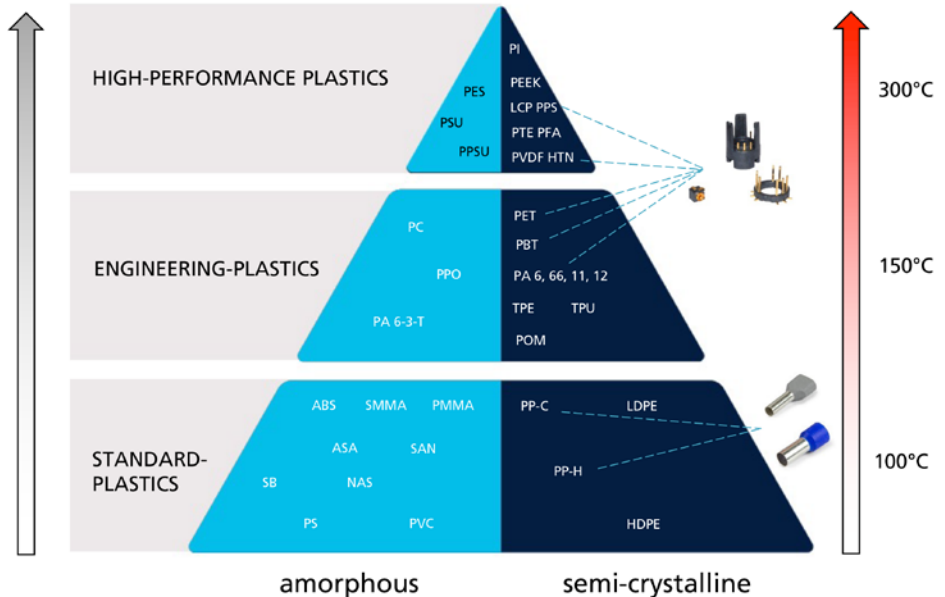 HIGH-PERFORMANCE PLASTICS
PI
PEEK
PES
LCP PPS
PSU
PTE PFA
PPSU
PVDF HTN
300°C
ENGINEERING-PLASTICS
PC
PET
PBT
PPO
PA 6, 66, 11, 12
TPE TPU
PA 6-3-T
POM
150°C
STANDARD-
PLASTICS
ABS SMMA PMMA
PP-C LDPE
ASA SAN
PP-H
SB NAS
PS PVC
HDPE
100°C
amorphous semi-crystalline